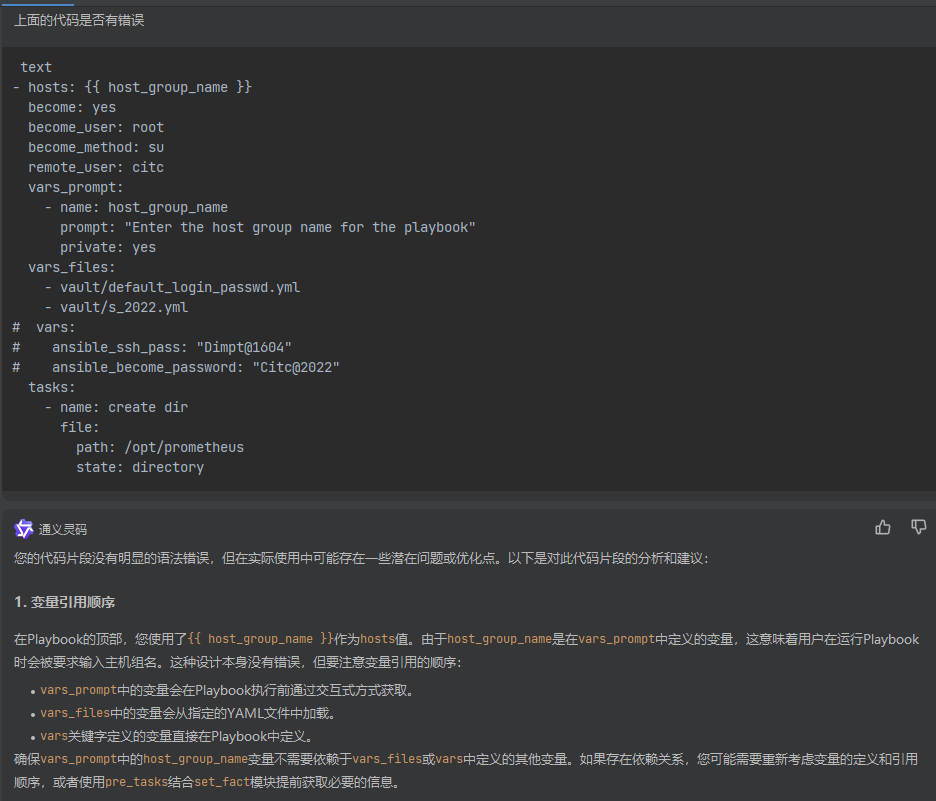 上面的代码是否有错误
text
- hosts: {{ host_group_name }}
  become: yes
  become_user: root
  become_method: su
  remote_user: citc
  vars_prompt:
    - name: host_group_name
      prompt: "Enter the host group name for the playbook"
      private: yes
  vars_files:
    - vault/default_login_passwd.yml
    - vault/s_2022.yml
#  vars:
#    ansible_ssh_pass: "Dimpt@1604"
#    ansible_become_password: "Citc@2022"
  tasks:
    - name: create dir
      file:
        path: /opt/prometheus
        state: directory
通义灵码
您的代码片段没有明显的语法错误，但在实际使用中可能存在一些潜在问题或优化点。以下是对此代码片段的分析和建议：
1. 变量引用顺序
在Playbook的顶部，您使用了{{ host_group_name }}作为hosts值。由于host_group_name是在vars_prompt中定义的变量，这意味着用户在运行Playbook
时会被要求输入主机组名。这种设计本身没有错误，但要注意变量引用的顺序：
• vars_prompt中的变量会在Playbook执行前通过交互式方式获取。
• vars_files中的变量会从指定的YAML文件中加载。
• vars关键字定义的变量直接在Playbook中定义。
确保vars_prompt中的host_group_name变量不需要依赖于vars_files或vars中定义的其他变量。如果存在依赖关系，您可能需要重新考虑变量的定义和引用
顺序，或者使用pre_tasks结合set_fact模块提前获取必要的信息。